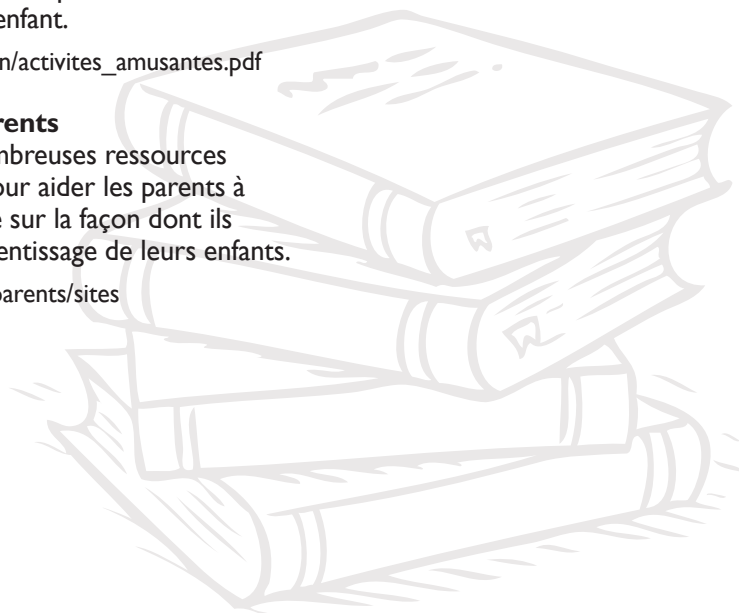 enfant.
n/activites_amusantes.pdf
rents
mbreuses ressources
our aider les parents à
e sur la façon dont ils
entissage de leurs enfants.
parents/sites